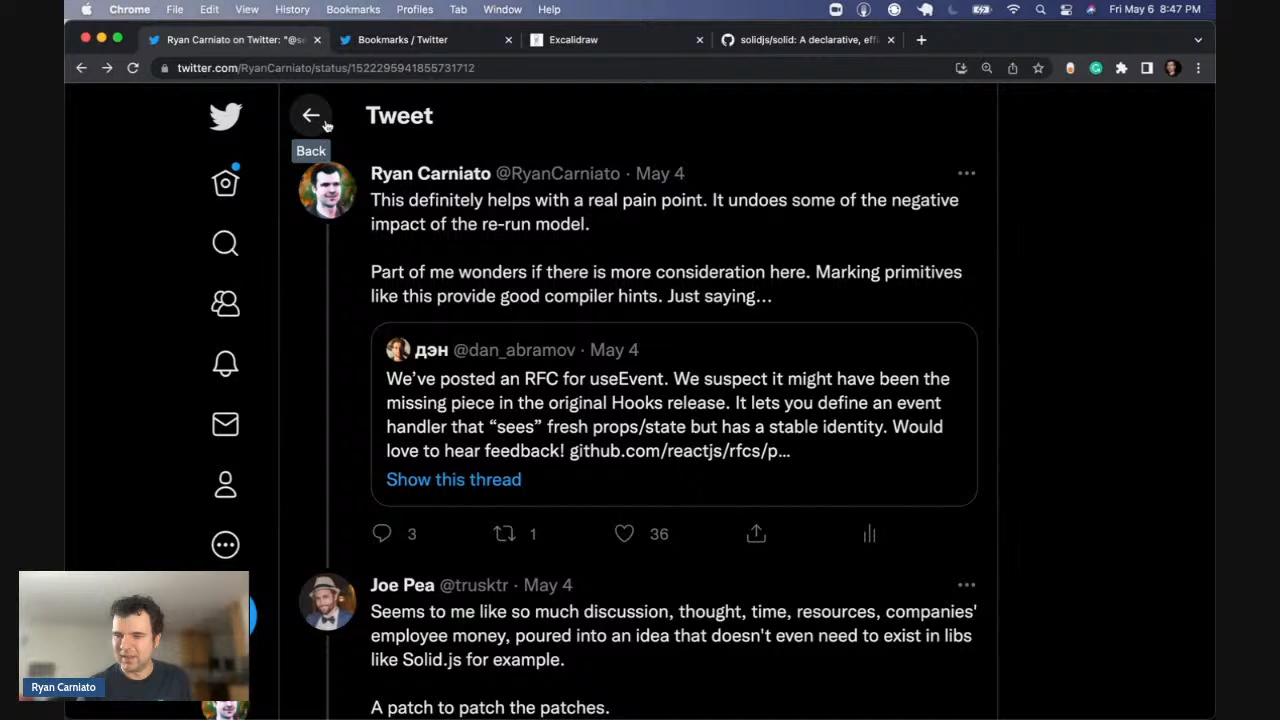 Chrome File Edit View History Bookmarks Profiles Tab Window Help Fri May 6 8:47 PM
Ryan Carniato on Twitter: "@se Bookmarks / Twitter Excalidraw solidjs/solid: A declarative, effi
twitter.com/RyanCarniato/status/1522295941855731712
Tweet
Back
Ryan Carniato @RyanCarniato · May 4
This definitely helps with a real pain point. It undoes some of the negative
impact of the re-run model.
Part of me wonders if there is more consideration here. Marking primitives
like this provide good compiler hints. Just saying...
дэн @dan_abramov · May 4
We've posted an RFC for useEvent. We suspect it might have been the
missing piece in the original Hooks release. It lets you define an event
handler that “sees” fresh props/state but has a stable identity. Would
love to hear feedback! github.com/reactjs/rfcs/p...
Show this thread
3 1 36
Joe Pea @trusktr · May 4
Seems to me like so much discussion, thought, time, resources, companies'
employee money, poured into an idea that doesn't even need to exist in libs
like Solid.js for example.
A patch to patch the patches.
Ryan Carniato